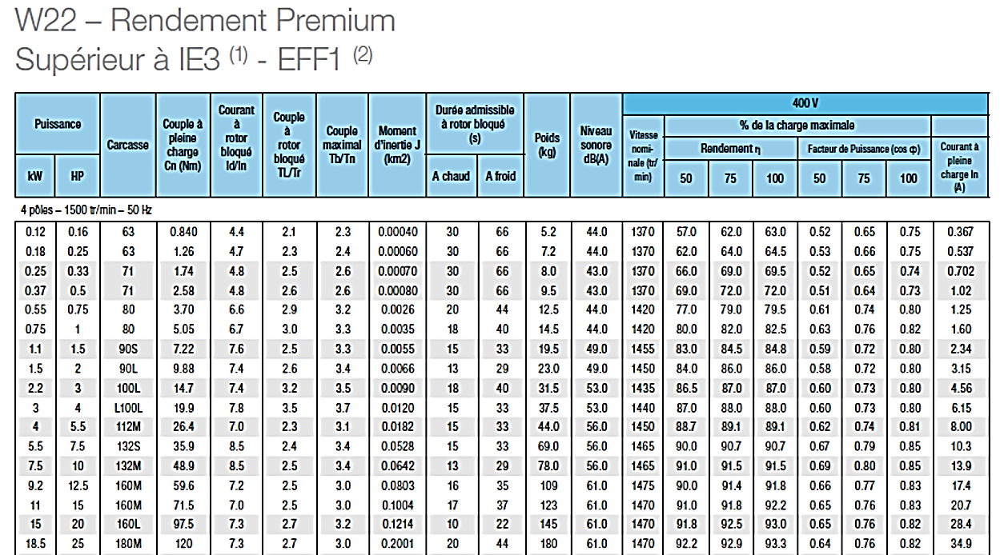 W22 – Rendement Premium
Supérieur à IE3 (1) - EFF1 (2)
Puissance
kW HP
Carcasse
Couple à pleine charge Cn (Nm)
Courant à rotor bloqué Id/In
Couple à rotor bloqué TL/Tr
Couple maximal Tb/Tn
Moment d'inertie J (km2)
Durée admissible à rotor bloqué (s)
A chaud A froid
Poids (kg)
Niveau sonore dB(A)
400 V
Vitesse nomi-nale (tr/min)
% de la charge maximale
Rendement η Facteur de Puissance (cos φ)
50 75 100 50 75 100
Courant à pleine charge In (A)
4 pôles – 1500 tr/min – 50 Hz
0.12 0.16 63 0.840 4.4 2.1 2.3 0.00040 30 66 5.2 44.0 1370 57.0 62.0 63.0 0.52 0.65 0.75 0.367
0.18 0.25 63 1.26 4.7 2.3 2.4 0.00060 30 66 7.2 44.0 1370 62.0 64.0 64.5 0.53 0.66 0.75 0.537
0.25 0.33 71 1.74 4.8 2.5 2.6 0.00070 30 66 8.0 43.0 1370 66.0 69.0 69.5 0.52 0.65 0.74 0.702
0.37 0.5 71 2.58 4.8 2.6 2.6 0.00080 30 66 9.5 43.0 1370 69.0 72.0 72.0 0.51 0.64 0.73 1.02
0.55 0.75 80 3.70 6.6 2.9 3.2 0.0026 20 44 12.5 44.0 1420 77.0 79.0 79.5 0.61 0.74 0.80 1.25
0.75 1 80 5.05 6.7 3.0 3.3 0.0035 18 40 14.5 44.0 1420 80.0 82.0 82.5 0.63 0.76 0.82 1.60
1.1 1.5 90S 7.22 7.6 2.5 3.3 0.0055 15 33 19.5 49.0 1455 83.0 84.5 84.8 0.59 0.72 0.80 2.34
1.5 2 90L 9.88 7.4 2.6 3.4 0.0066 13 29 23.0 49.0 1450 84.0 86.0 86.0 0.58 0.72 0.80 3.15
2.2 3 100L 14.7 7.4 3.2 3.5 0.0090 18 40 31.5 53.0 1435 86.5 87.0 87.0 0.60 0.73 0.80 4.56
3 4 L100L 19.9 7.8 3.5 3.7 0.0120 15 33 37.5 53.0 1440 87.0 88.0 88.0 0.60 0.73 0.80 6.15
4 5.5 112M 26.4 7.0 2.3 3.1 0.0182 15 33 44.0 56.0 1450 88.7 89.1 89.1 0.62 0.74 0.81 8.00
5.5 7.5 132S 35.9 8.5 2.4 3.4 0.0528 15 33 69.0 56.0 1465 90.0 90.7 90.7 0.67 0.79 0.85 10.3
7.5 10 132M 48.9 8.5 2.5 3.4 0.0642 13 29 78.0 56.0 1465 91.0 91.5 91.5 0.69 0.80 0.85 13.9
9.2 12.5 160M 59.6 7.2 2.5 3.0 0.0803 16 35 109 61.0 1475 90.0 91.4 91.8 0.66 0.77 0.83 17.4
11 15 160M 71.5 7.0 2.5 3.0 0.1004 17 37 123 61.0 1470 91.0 91.8 92.2 0.65 0.76 0.83 20.7
15 20 160L 97.5 7.3 2.7 3.2 0.1214 10 22 145 61.0 1470 91.8 92.5 93.0 0.65 0.76 0.82 28.4
18.5 25 180M 120 7.3 2.7 3.0 0.2001 20 44 180 61.0 1470 92.2 92.9 93.3 0.64 0.76 0.82 34.9